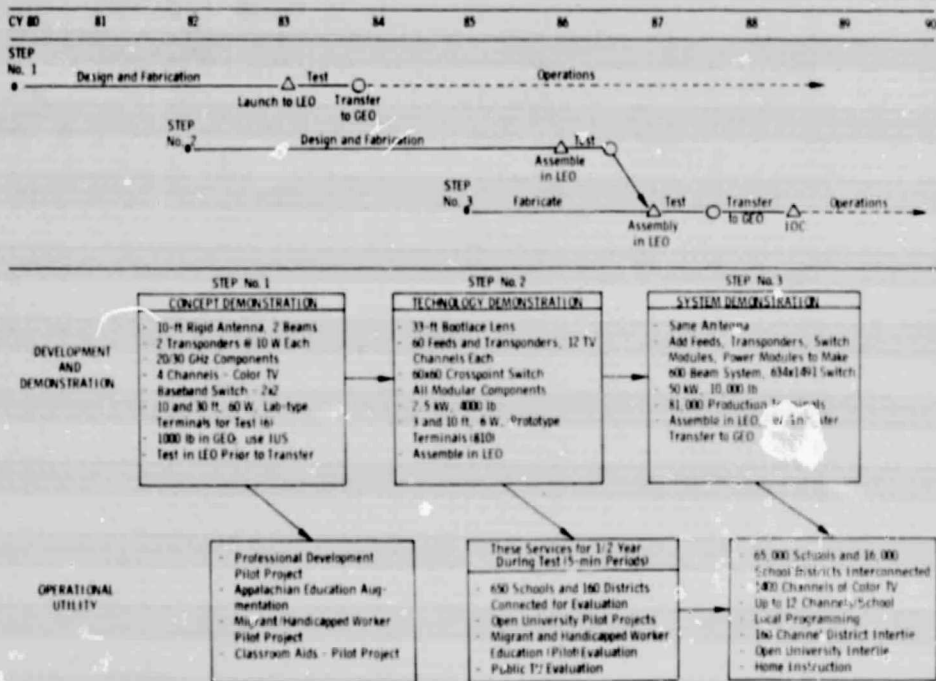 CY 80 81 82 83 84 85 86 87 88 89 90
STEP
No. 1
Design and Fabrication
Test
Operations
Launch to LEO
Transfer
to GEO
STEP
No. 2
Design and Fabrication
Test
Assemble
in LEO
STEP
No. 3
Fabricate
Test
Transfer
to GEO
Operations
Assembly
in LEO
IOC
DEVELOPMENT
AND
DEMONSTRATION
STEP No. 1
CONCEPT DEMONSTRATION
- 10-ft Rigid Antenna, 2 Beams
- 2 Transponders @ 10 W Each
- 20/30 GHz Components
- 4 Channels - Color TV
- Baseband Switch - 2x2
- 10 and 30 ft, 60 W, Lab-type
Terminals for Test (6)
- 1000 lb in GEO, use IUS
- Test in LEO Prior to Transfer
STEP No. 2
TECHNOLOGY DEMONSTRATION
- 33-ft Bootlace Lens
- 60 Feeds and Transponders, 12 TV
Channels Each
- 60x60 Crosspoint Switch
- All Modular Components
- 7.5 kW, 4000 lb
- 3 and 10 ft, 6 W, Prototype
Terminals (810)
- Assemble in LEO
STEP No. 3
SYSTEM DEMONSTRATION
- Same Antenna
- Add Feeds, Transponders, Switch
Modules, Power Modules to Make
600 Beam System, 634x1491 Switch
- 50 kW, 10,000 lb
- 81,000 Production Terminals
- Assemble in LEO,
Transfer to GEO
OPERATIONAL
UTILITY
- Professional Development
Pilot Project
- Appalachian Education Aug-
mentation
- Migrant/Handicapped Worker
Pilot Project
- Classroom Aids - Pilot Project
These Services for 1/2 Year
During Test (5-min Periods)
- 650 Schools and 160 Districts
Connected for Evaluation
- Open University Pilot Projects
- Migrant and Handicapped Worker
Education (Pilot) Evaluation
- Public TV Evaluation
- 65,000 Schools and 16,000
School Districts Interconnected
- 1400 Channels of Color TV
- Up to 12 Channels/School
- Local Programming
- 160 Channel District Intertie
- Open University Intertie
- Home Instruction